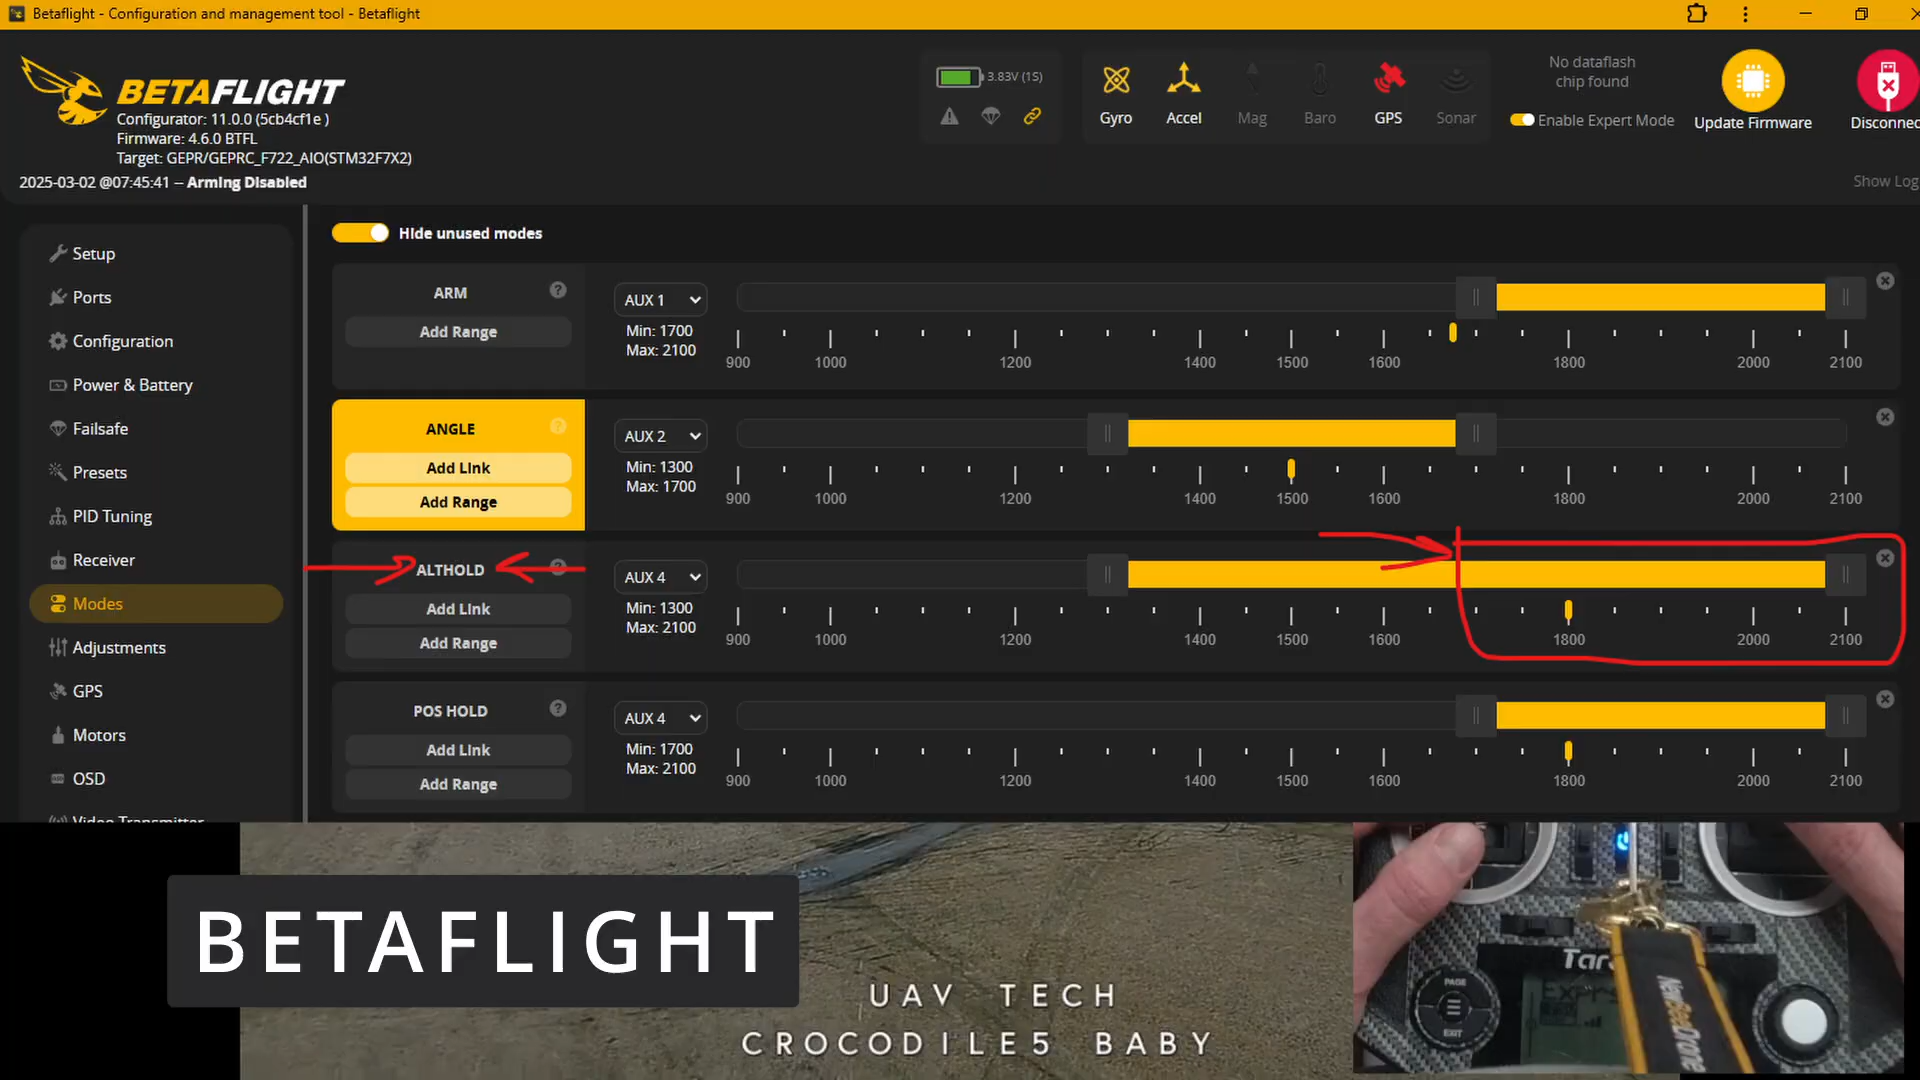 Betaflight - Configuration and management tool - Betaflight
BETAFLIGHT
Configurator: 11.0.0 (5cb4cf1e )
Firmware: 4.6.0 BTFL
Target: GEPR/GEPRC_F722_AIO(STM32F7X2)
2025-03-02 @07:45:41 -- Arming Disabled
3.83V (1S)
Gyro
Accel
Mag
Baro
GPS
Sonar
No dataflash
chip found
Enable Expert Mode
Update Firmware
Disconnec
Show Log
Setup
Ports
Configuration
Power & Battery
Failsafe
Presets
PID Tuning
Receiver
Modes
Adjustments
GPS
Motors
OSD
Video Transmitter
Hide unused modes
ARM
Add Range
AUX 1
Min: 1700
Max: 2100
900 1000 1200 1400 1500 1600 1800 2000 2100
ANGLE
Add Link
Add Range
AUX 2
Min: 1300
Max: 1700
900 1000 1200 1400 1500 1600 1800 2000 2100
ALTHOLD
Add Link
Add Range
AUX 4
Min: 1300
Max: 2100
900 1000 1200 1400 1500 1600 1800 2000 2100
POS HOLD
Add Link
Add Range
AUX 4
Min: 1700
Max: 2100
900 1000 1200 1400 1500 1600 1800 2000 2100
BETAFLIGHT
UAV TECH
CROCODILE5 BABY
PAGE
EXIT
NewBeeDrone